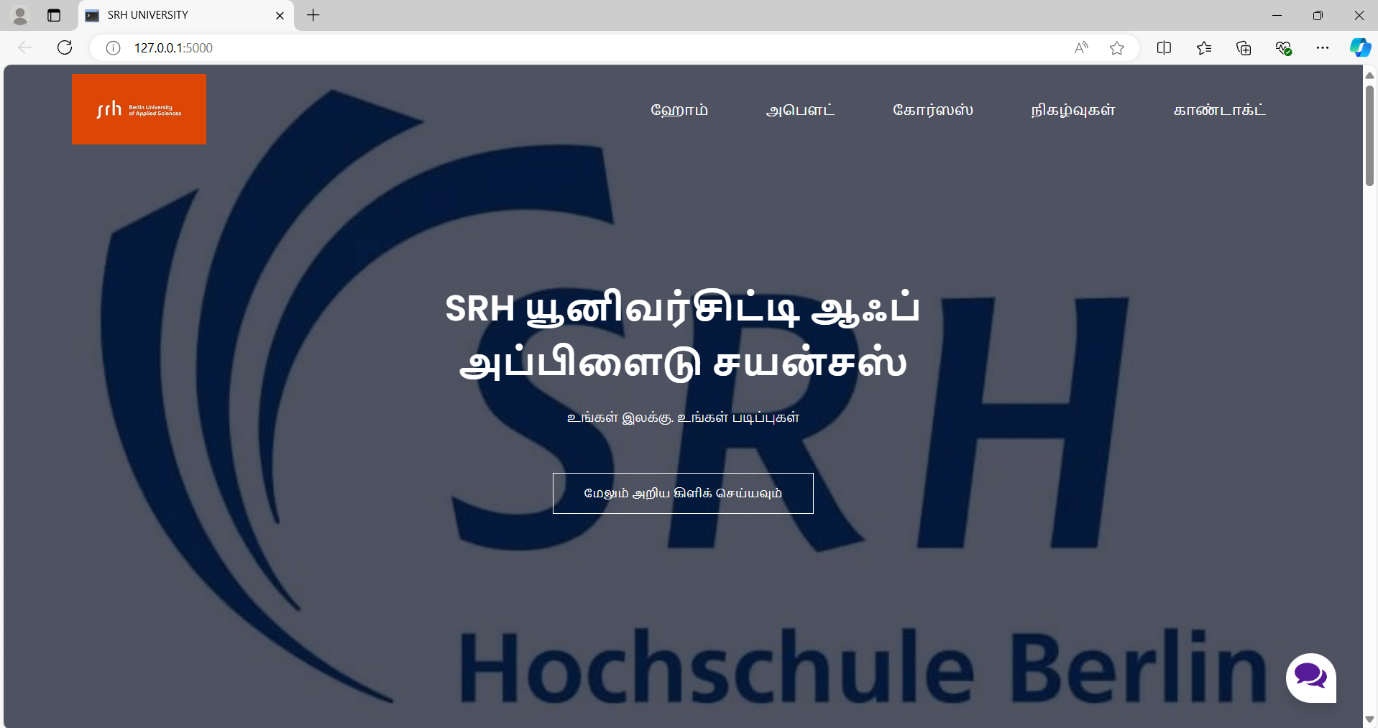 SRH UNIVERSITY
127.0.0.1:5000
srh Berlin University
of Applied Sciences
ஹோம் அபௌட் கோர்ஸஸ் நிகழ்வுகள் காண்டாக்ட்
SRH யூனிவர்சிட்டி ஆஃப்
அப்பிளைடு சயன்சஸ்
உங்கள் இலக்கு. உங்கள் படிப்புகள்
மேலும் அறிய கிளிக் செய்யவும்
SRH
Hochschule Berlin